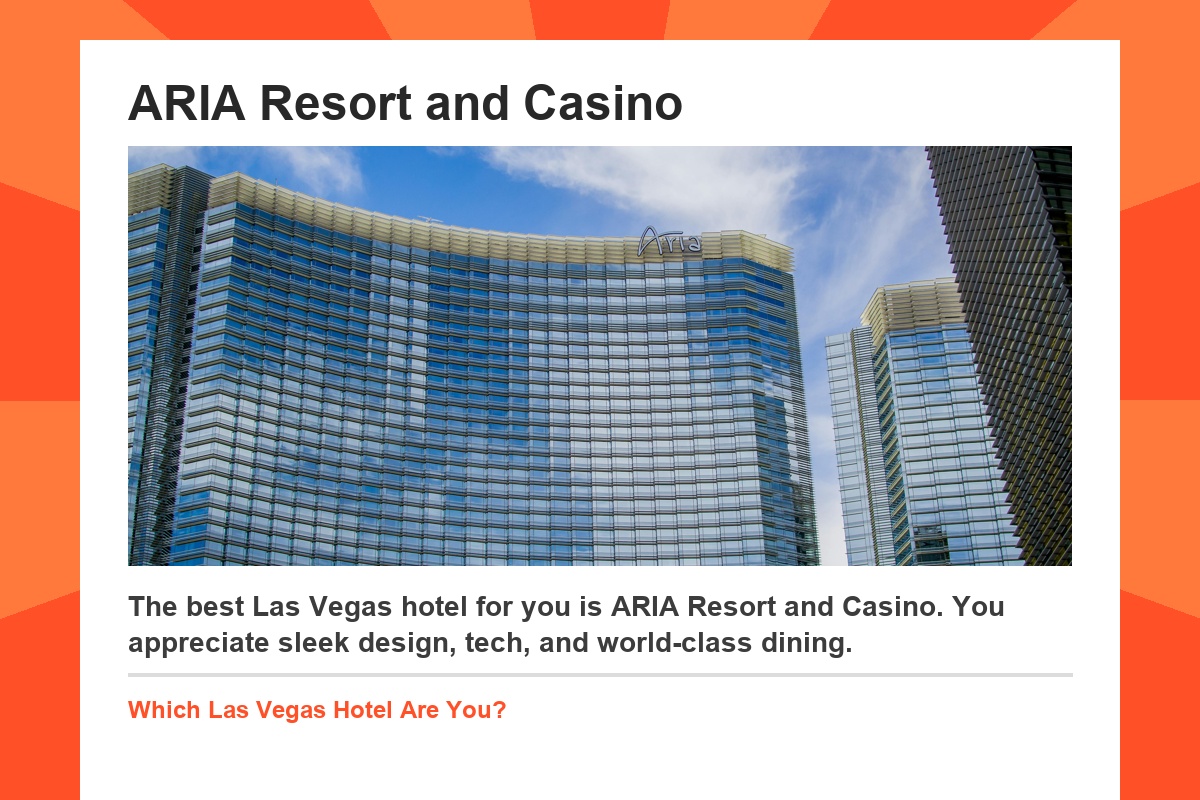 ARIA Resort and Casino
Aria
The best Las Vegas hotel for you is ARIA Resort and Casino. You
appreciate sleek design, tech, and world-class dining.
Which Las Vegas Hotel Are You?